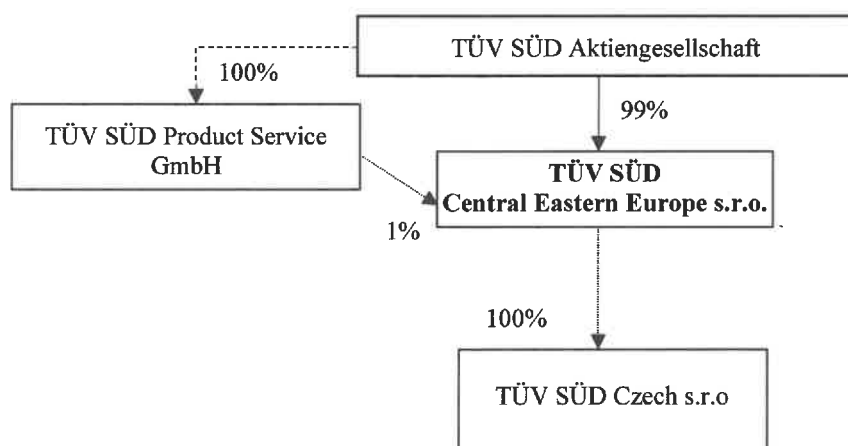 TÜV SÜD Aktiengesellschaft
100%
99%
TÜV SÜD Product Service
GmbH
TÜV SÜD
Central Eastern Europe s.r.o.
1%
100%
TÜV SÜD Czech s.r.o